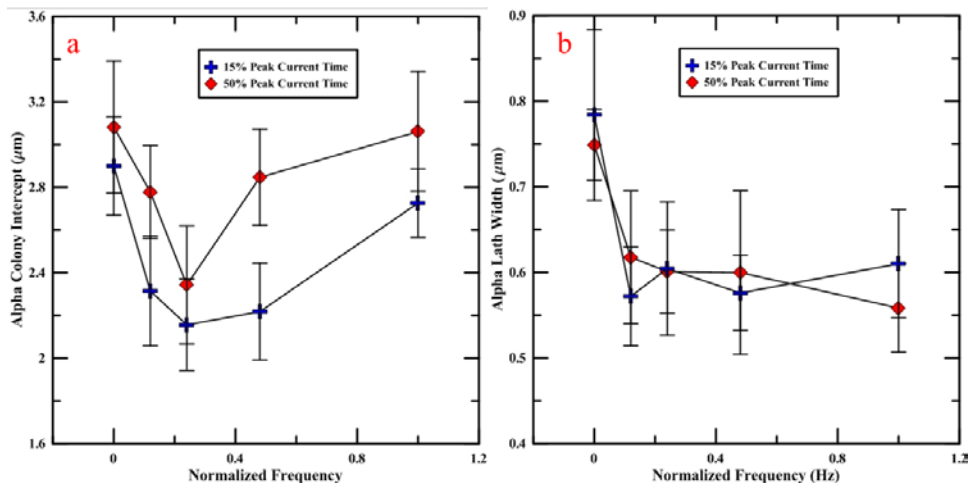 a
15% Peak Current Time
50% Peak Current Time
Alpha Colony Intercept (μm)
3.6
3.2
2.8
2.4
2
1.6
0
0.4
0.8
1.2
Normalized Frequency
b
15% Peak Current Time
50% Peak Current Time
Alpha Lath Width ( μm)
0.9
0.8
0.7
0.6
0.5
0.4
0
0.4
0.8
1.2
Normalized Frequency (Hz)